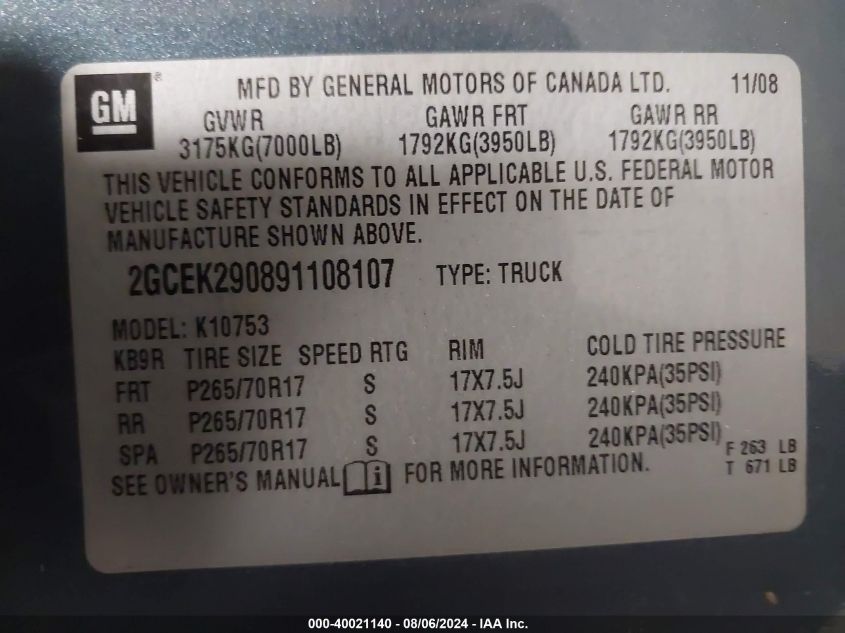 GM ® MFD BY GENERAL MOTORS OF CANADA LTD. 11/08
GVWR GAWR FRT GAWR RR
3175KG(7000LB) 1792KG(3950LB) 1792KG(3950LB)
THIS VEHICLE CONFORMS TO ALL APPLICABLE U.S. FEDERAL MOTOR
VEHICLE SAFETY STANDARDS IN EFFECT ON THE DATE OF
MANUFACTURE SHOWN ABOVE.
2GCEK290891108107 TYPE: TRUCK
MODEL: K10753
KB9R TIRE SIZE SPEED RTG RIM COLD TIRE PRESSURE
FRT P265/70R17 S 17X7.5J 240KPA(35PSI)
RR P265/70R17 S 17X7.5J 240KPA(35PSI)
SPA P265/70R17 S 17X7.5J 240KPA(35PSI) F 263 LB
T 671 LB
SEE OWNER'S MANUAL i FOR MORE INFORMATION.
000-40021140 - 08/06/2024 - IAA Inc.